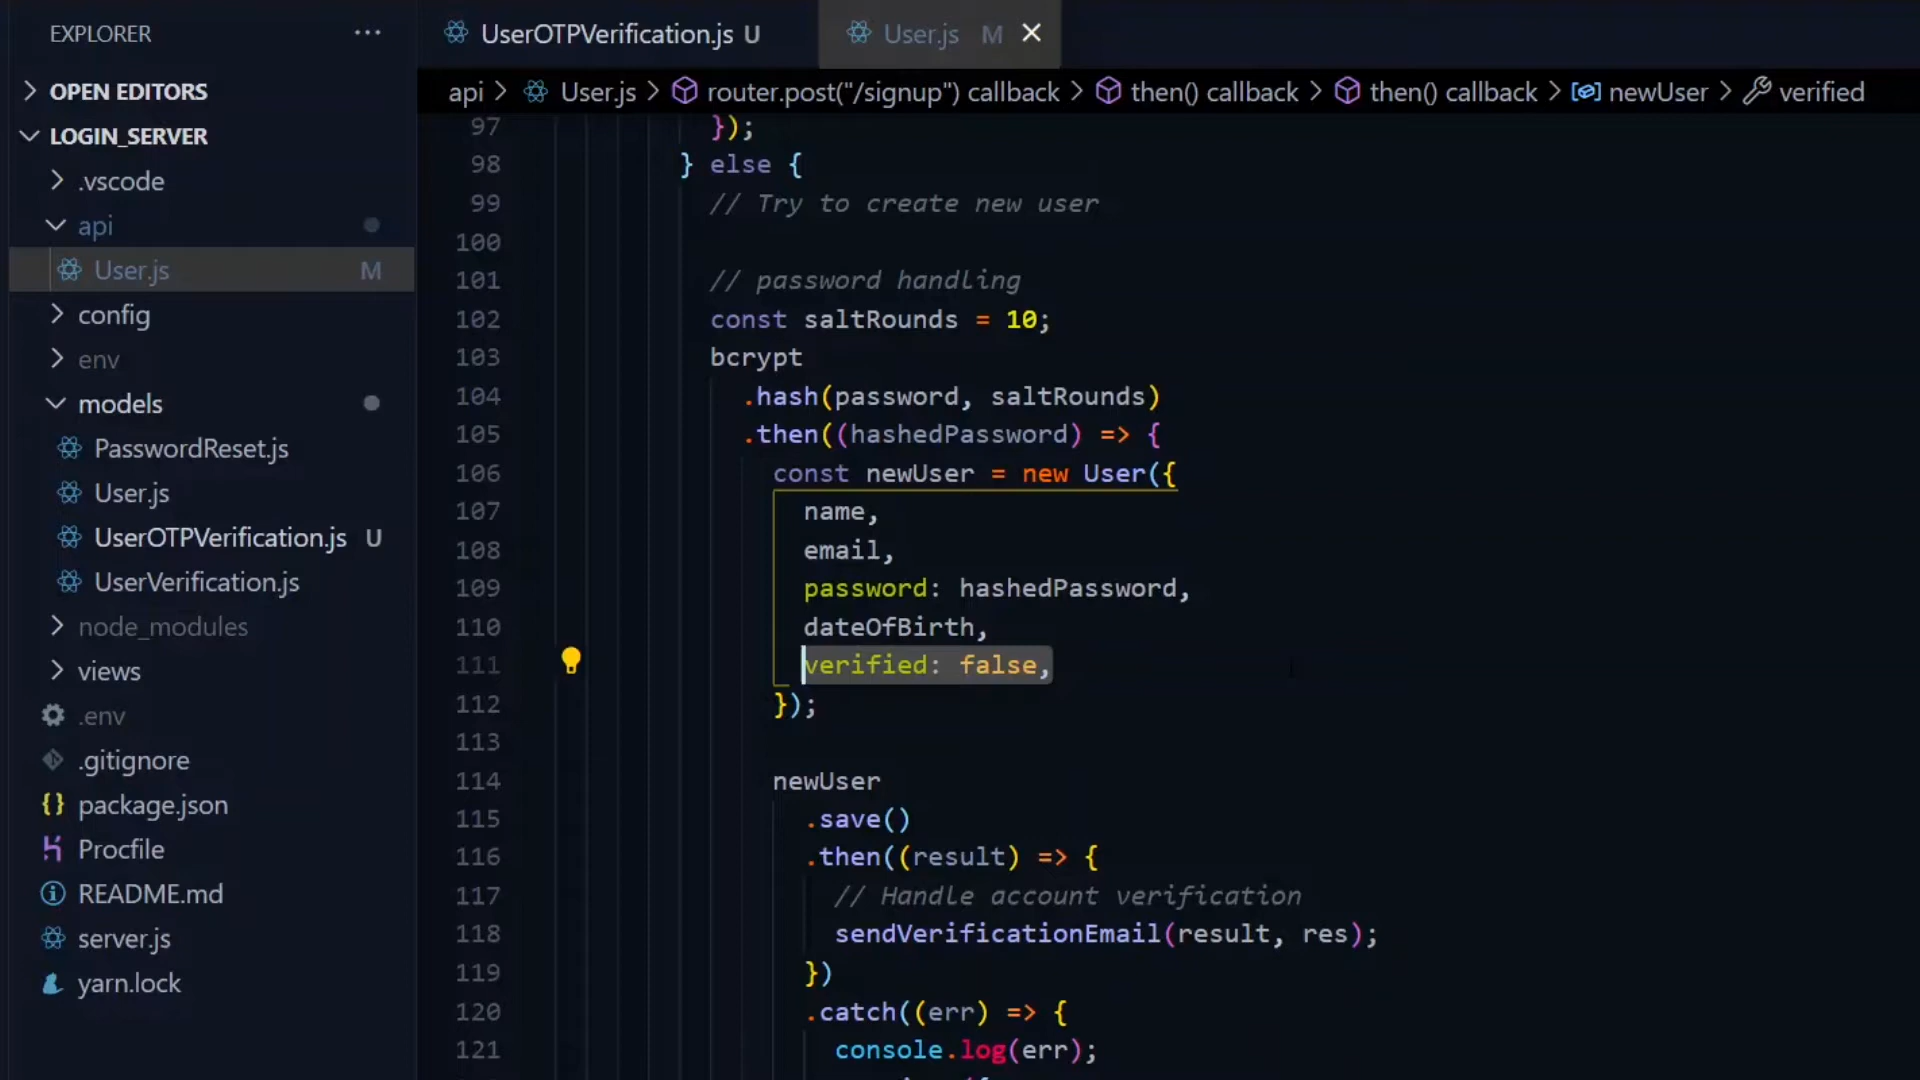 EXPLORER ···
OPEN EDITORS
LOGIN_SERVER
.vscode
api
User.js M
config
env
models
PasswordReset.js
User.js
UserOTPVerification.js U
UserVerification.js
node_modules
views
.env
.gitignore
package.json
Procfile
README.md
server.js
yarn.lock
UserOTPVerification.js U
User.js M
api > User.js > router.post("/signup") callback > then() callback > then() callback > newUser > verified
97 });
98 } else {
99 // Try to create new user
100
101 // password handling
102 const saltRounds = 10;
103 bcrypt
104 .hash(password, saltRounds)
105 .then((hashedPassword) => {
106 const newUser = new User({
107 name,
108 email,
109 password: hashedPassword,
110 dateOfBirth,
111 verified: false,
112 });
113
114 newUser
115 .save()
116 .then((result) => {
117 // Handle account verification
118 sendVerificationEmail(result, res);
119 })
120 .catch((err) => {
121 console.log(err);